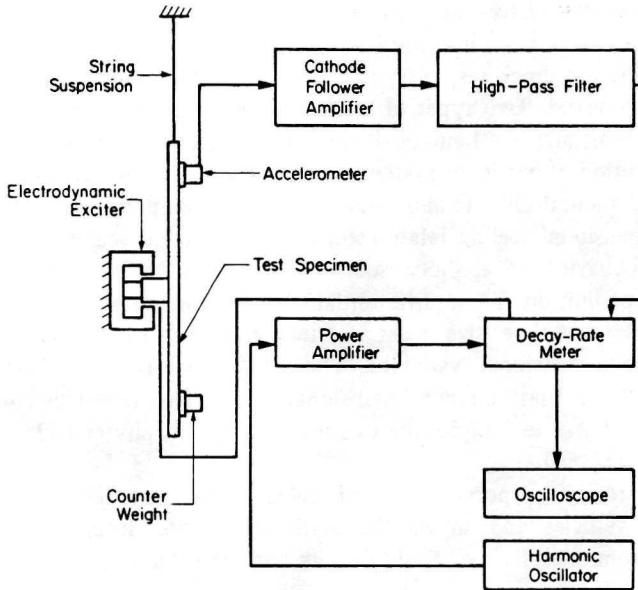 String
Suspension
Cathode
Follower
Amplifier
High-Pass Filter
Accelerometer
Electrodynamic
Exciter
Test Specimen
Power
Amplifier
Decay-Rate
Meter
Counter
Weight
Oscilloscope
Harmonic
Oscillator